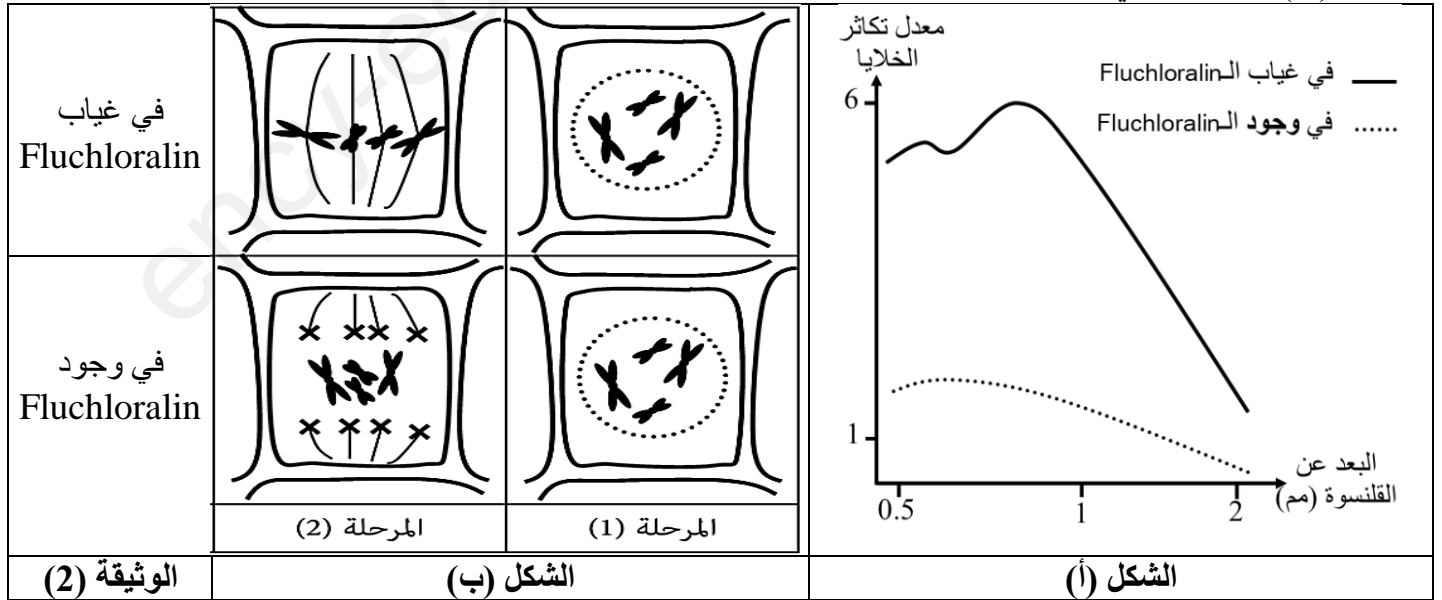 معدل تكاثر
الخلايا
في غياب الـFluchloralin
في وجود الـFluchloralin
6
1
0.5
1
2
البعد عن
القلنسوة (مم)
في غياب
Fluchloralin
في وجود
Fluchloralin
المرحلة (1)
المرحلة (2)
الشكل (أ)
الشكل (ب)
الوثيقة (2)